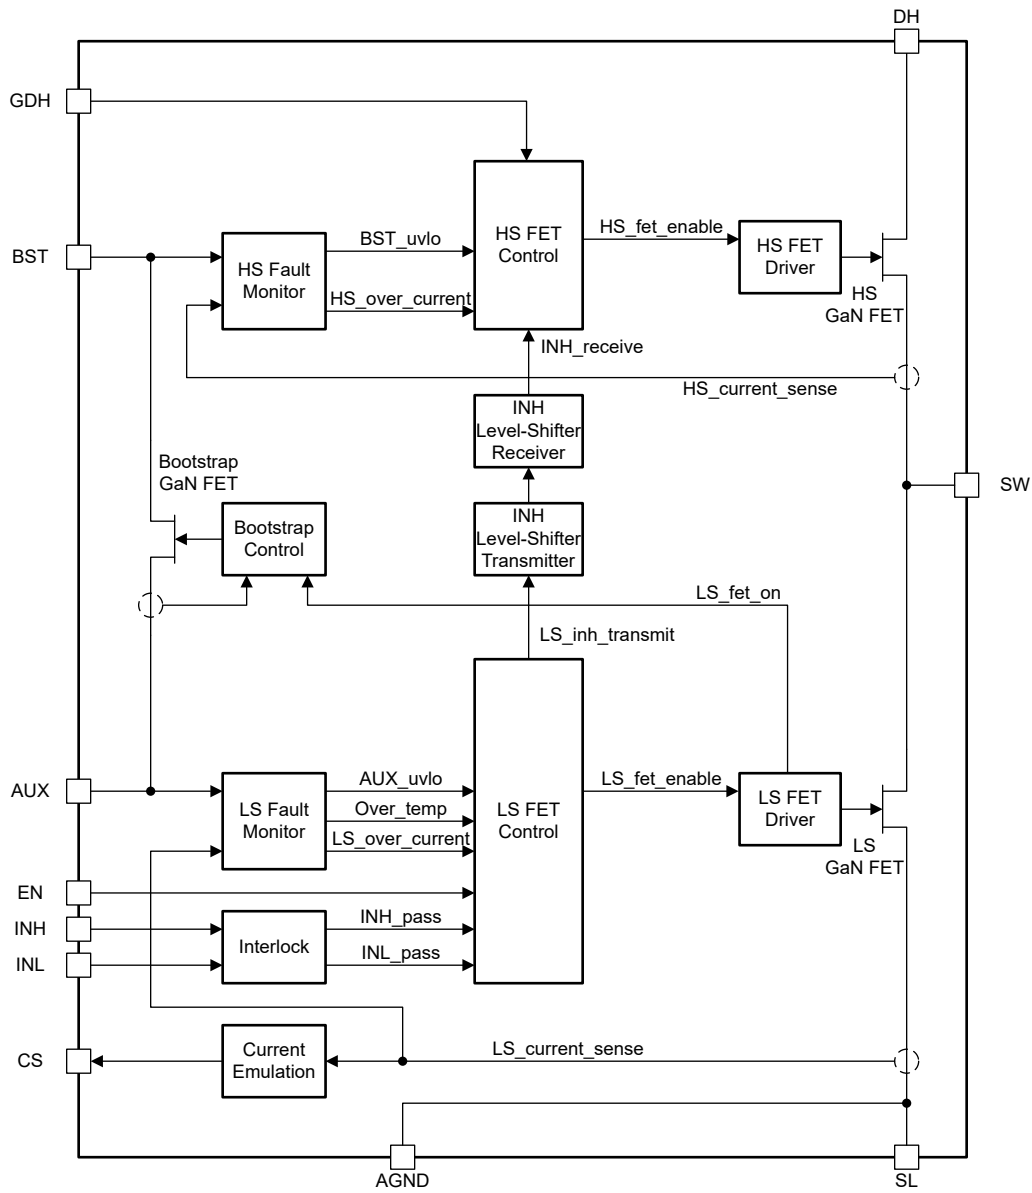 DH
GDH
BST
BST_uvlo
HS_over_current
HS Fault
Monitor
HS FET
Control
HS_fet_enable
HS FET
Driver
HS
GaN FET
INH_receive
HS_current_sense
INH
Level-Shifter
Receiver
Bootstrap
GaN FET
SW
Bootstrap
Control
INH
Level-Shifter
Transmitter
LS_fet_on
LS_inh_transmit
AUX
LS Fault
Monitor
AUX_uvlo
Over_temp
LS_over_current
LS FET
Control
LS_fet_enable
LS FET
Driver
LS
GaN FET
EN
INH
INL
Interlock
INH_pass
INL_pass
CS
Current
Emulation
LS_current_sense
AGND
SL